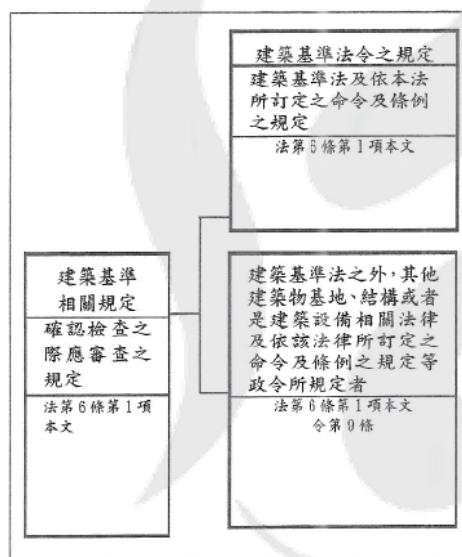 建築基準法令之規定
建築基準法及依本法
所訂定之命令及條例
之規定
法第6條第1項本文
建築基準
相關規定
確認檢查之
際應審查之
規定
法第6條第1項
本文
建築基準法之外，其他
建築物基地、結構或者
是建築設備相關法律
及依該法律所訂定之
命令及條例之規定等
政令所規定者
法第6條第1項本文
令第9條